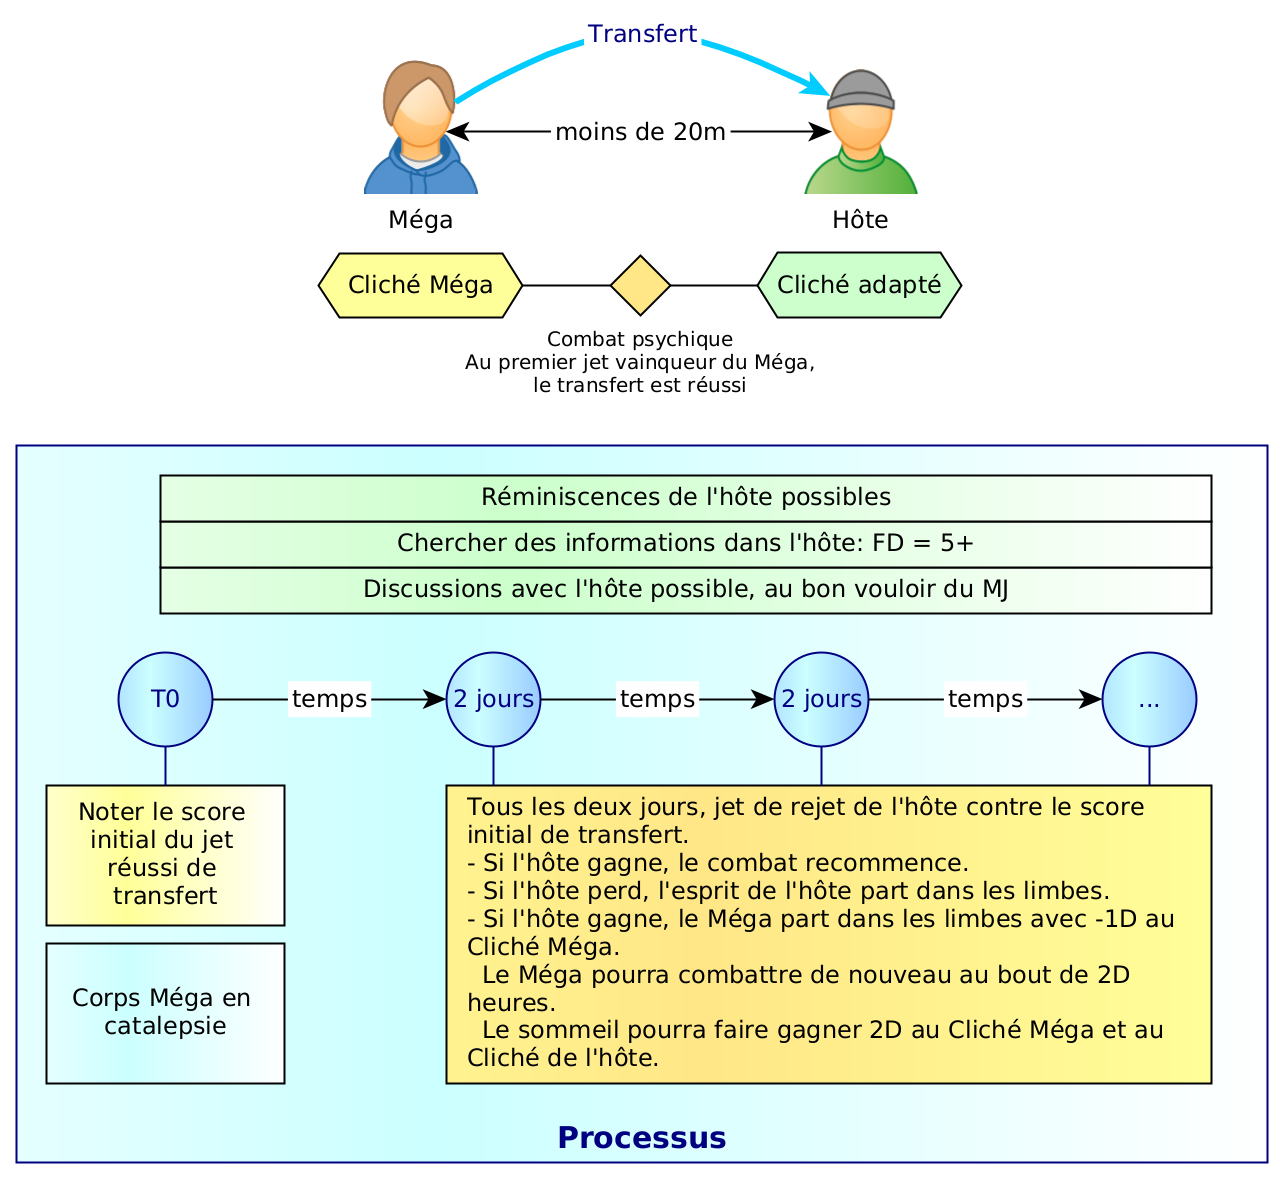 Transfert
moins de 20m
Méga
Hôte
Cliché Méga
Cliché adapté
Combat psychique
Au premier jet vainqueur du Méga,
le transfert est réussi
Réminiscences de l'hôte possibles
Chercher des informations dans l'hôte: FD = 5+
Discussions avec l'hôte possible, au bon vouloir du MJ
T0
temps
2 jours
temps
2 jours
temps
...
Noter le score
initial du jet
réussi de
transfert
Corps Méga en
catalepsie
Tous les deux jours, jet de rejet de l'hôte contre le score
initial de transfert.
- Si l'hôte gagne, le combat recommence.
- Si l'hôte perd, l'esprit de l'hôte part dans les limbes.
- Si l'hôte gagne, le Méga part dans les limbes avec -1D au
Cliché Méga.
Le Méga pourra combattre de nouveau au bout de 2D
heures.
Le sommeil pourra faire gagner 2D au Cliché Méga et au
Cliché de l'hôte.
Processus